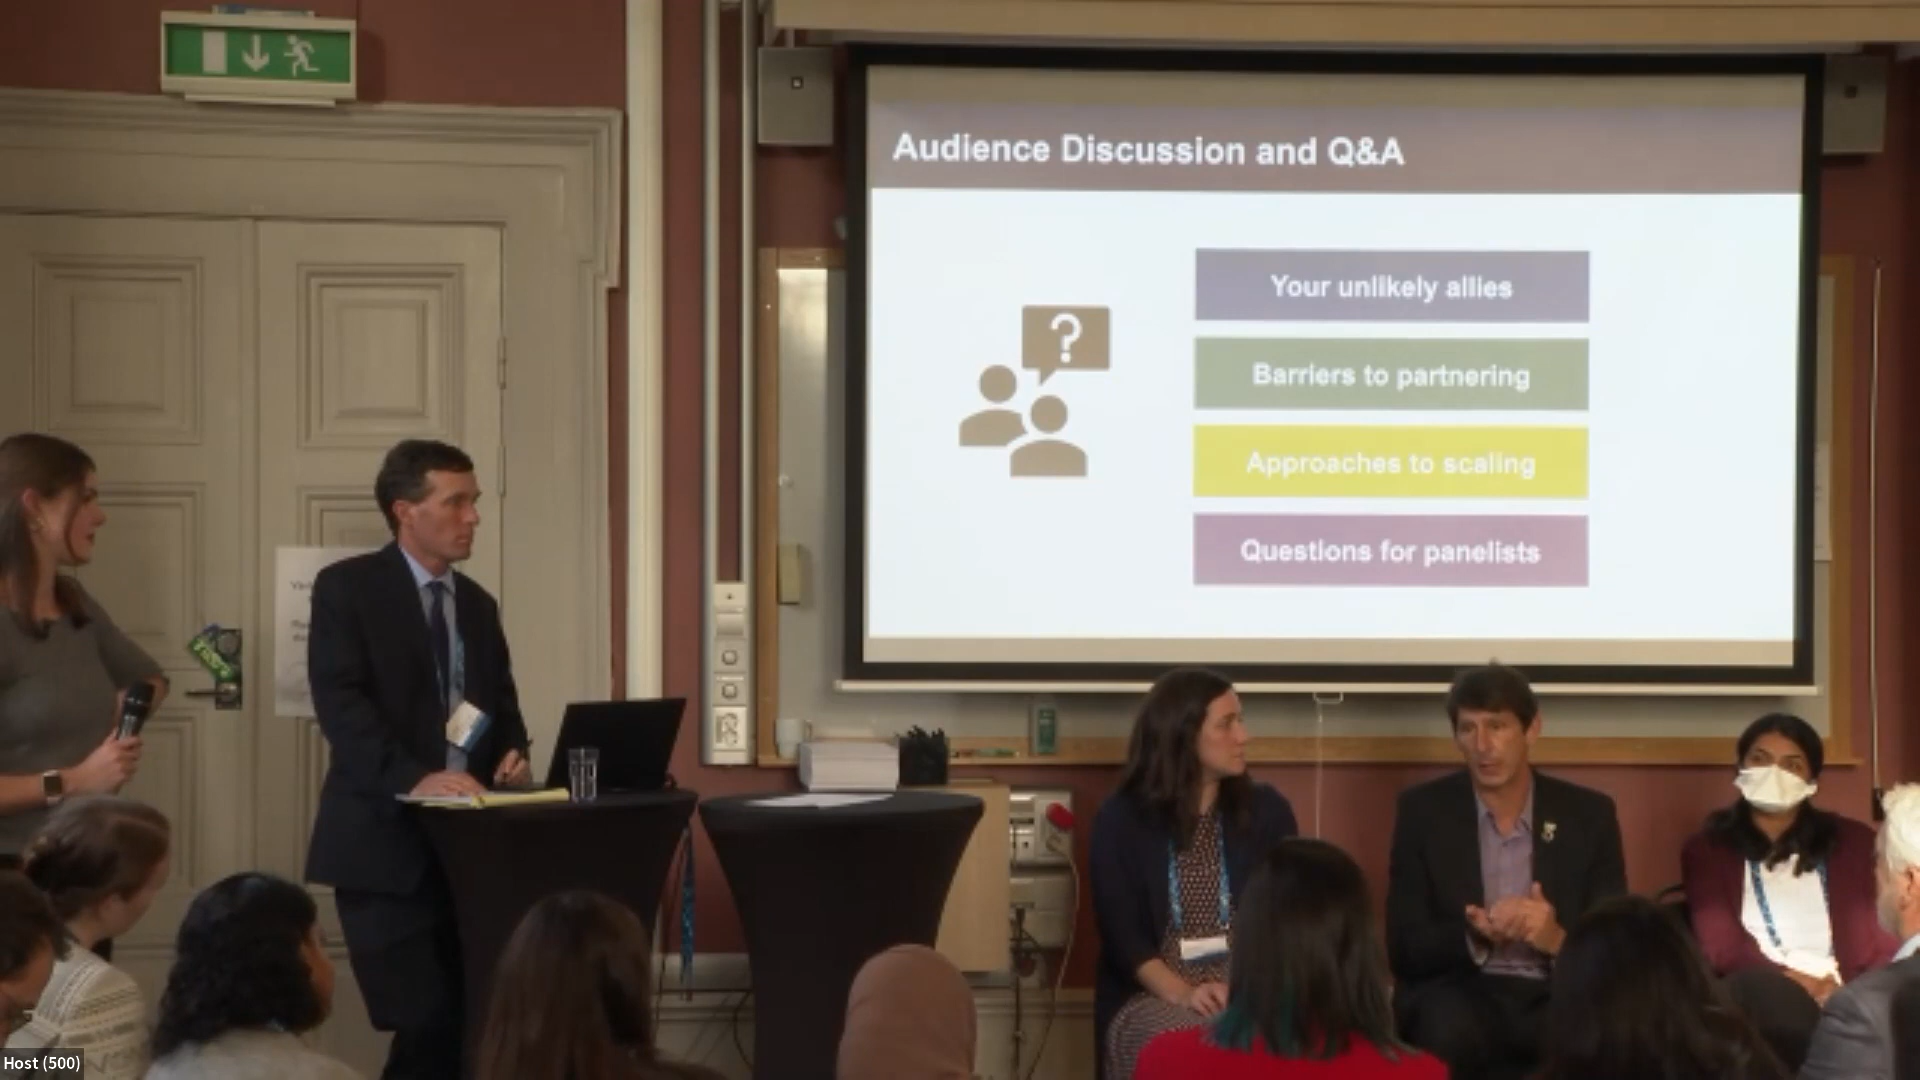 Audience Discussion and Q&A
?
Your unlikely allies
Barriers to partnering
Approaches to scaling
Questions for panelists
Host (500)